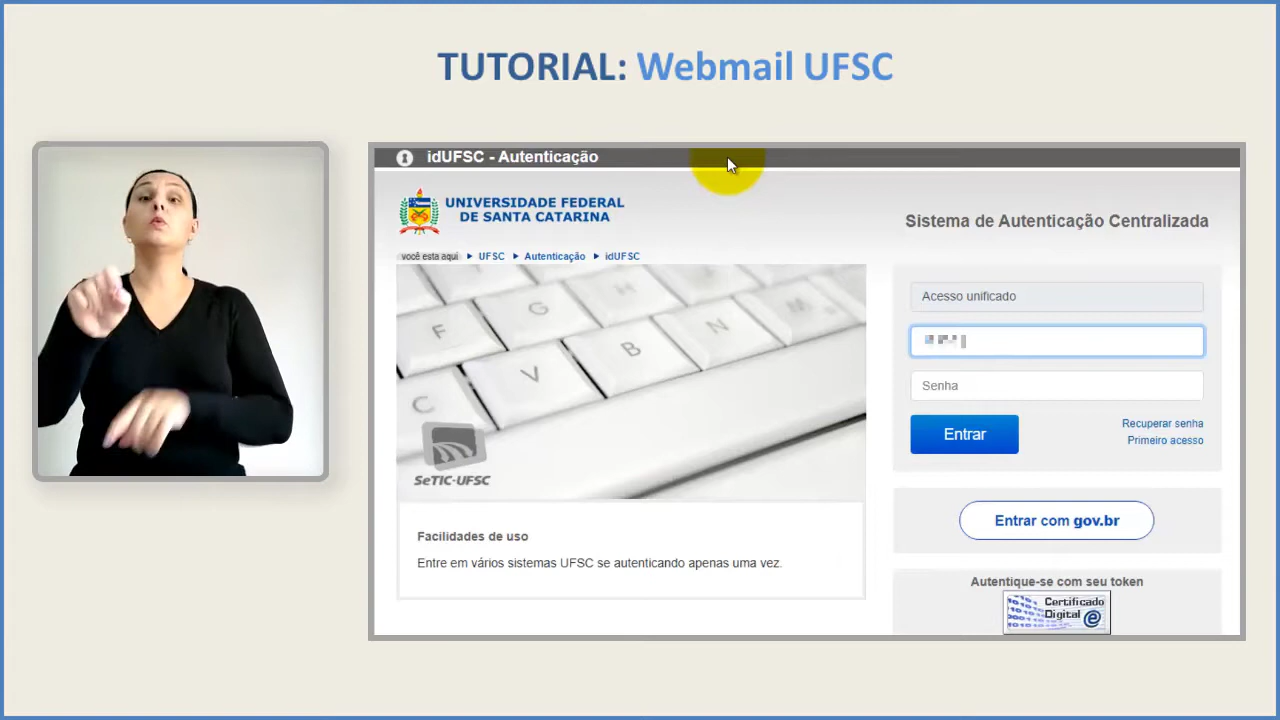 TUTORIAL: Webmail UFSC
idUFSC - Autenticação
UNIVERSIDADE FEDERAL
DE SANTA CATARINA
Sistema de Autenticação Centralizada
você esta aqui UFSC Autenticação idUFSC
Acesso unificado
Senha
Entrar
Recuperar senha
Primeiro acesso
F G H M
C V B N
SeTIC-UFSC
Entrar com gov.br
Facilidades de uso
Entre em vários sistemas UFSC se autenticando apenas uma vez.
Autentique-se com seu token
Certificado
Digital